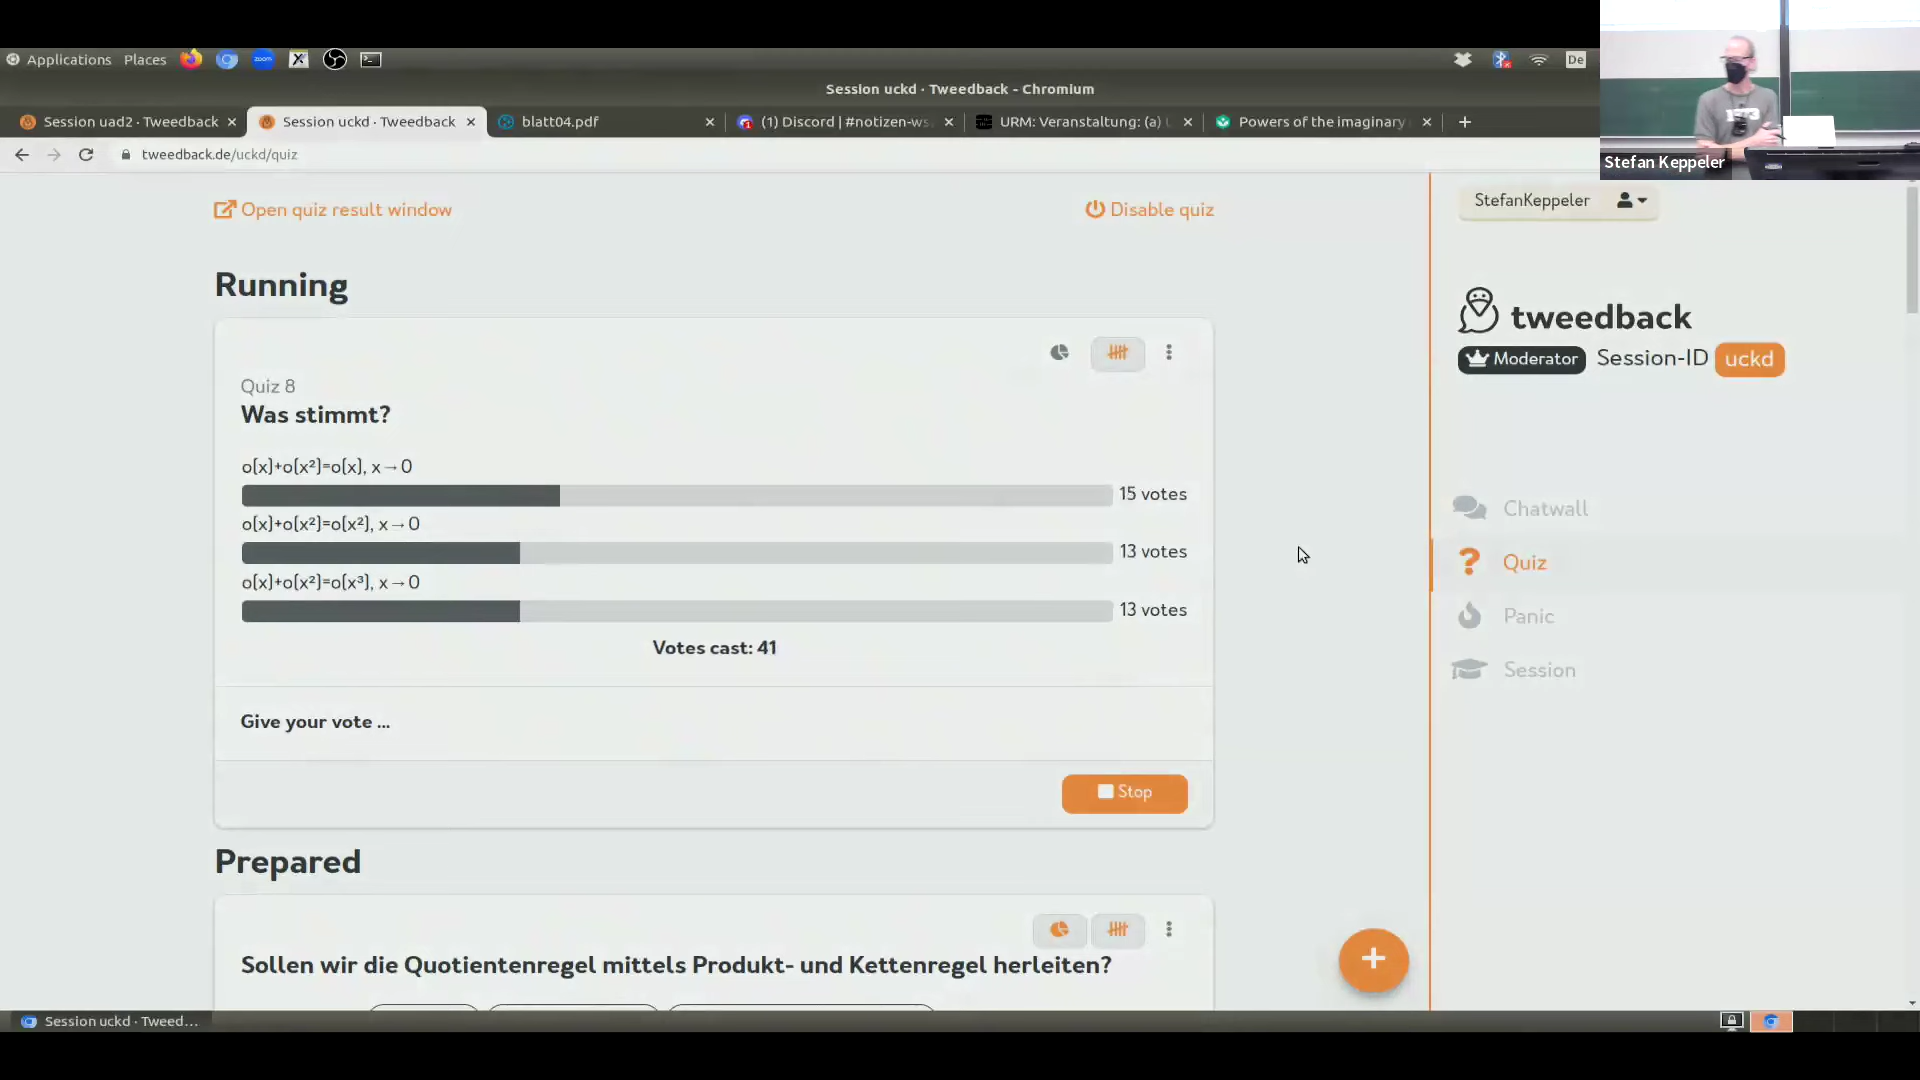 Applications Places zoom De
Session uckd · Tweedback - Chromium
Session uad2 · Tweedback
Session uckd · Tweedback
blatt04.pdf
(1) Discord | #notizen-ws
URM: Veranstaltung: (a)
Powers of the imaginary
tweedback.de/uckd/quiz
Stefan Keppeler
Open quiz result window
Disable quiz
StefanKeppeler
Running
tweedback
Moderator Session-ID uckd
Quiz 8
Was stimmt?
o(x)+o(x²)=o(x), x→0
15 votes
o(x)+o(x²)=o(x²), x→0
13 votes
o(x)+o(x²)=o(x³), x→0
13 votes
Votes cast: 41
Give your vote ...
Stop
Chatwall
Quiz
Panic
Session
Prepared
Sollen wir die Quotientenregel mittels Produkt- und Kettenregel herleiten?
Session uckd · Tweed...